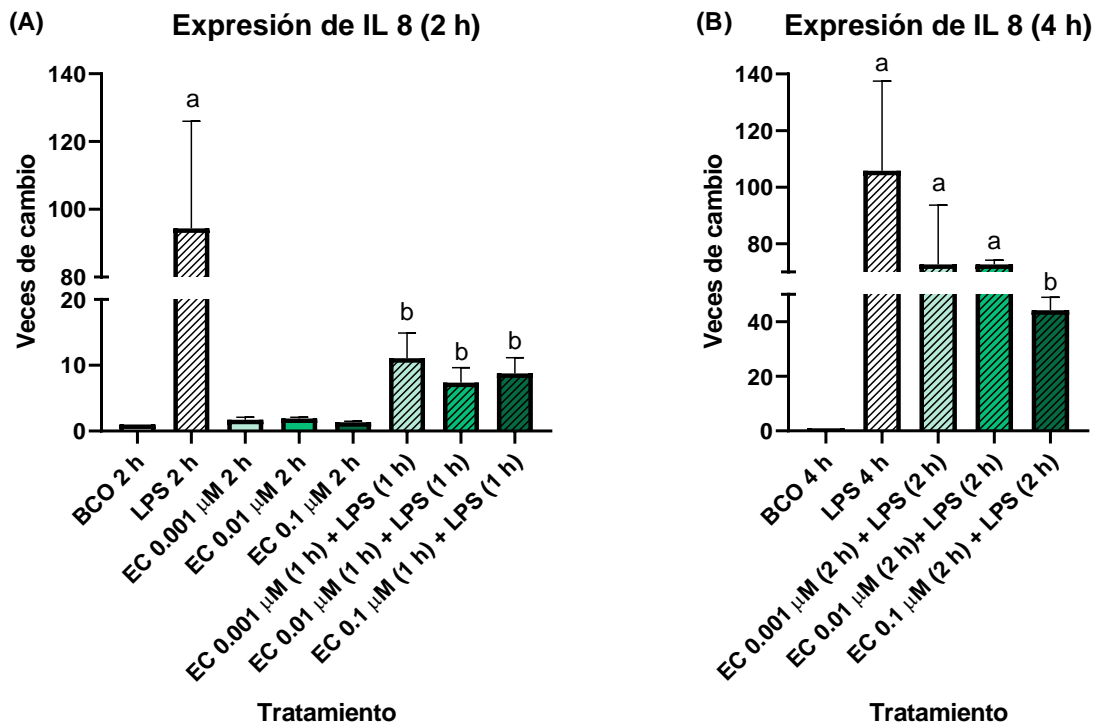 (A)
Expresión de IL 8 (2 h)
Veces de cambio
140
120
100
80
20
10
0
a
b
b
b
BCO 2 h
LPS 2 h
EC 0.001 μM 2 h
EC 0.01 μM 2 h
EC 0.1 μM 2 h
EC 0.001 μM (1 h) + LPS (1 h)
EC 0.01 μM (1 h) + LPS (1 h)
EC 0.1 μM (1 h) + LPS (1 h)
Tratamiento
(B)
Expresión de IL 8 (4 h)
Veces de cambio
140
120
100
80
40
20
0
a
a
a
b
BCO 4 h
LPS 4 h
EC 0.001 μM (2 h) + LPS (2 h)
EC 0.01 μM (2 h)+ LPS (2 h)
EC 0.1 μM (2 h) + LPS (2 h)
Tratamiento